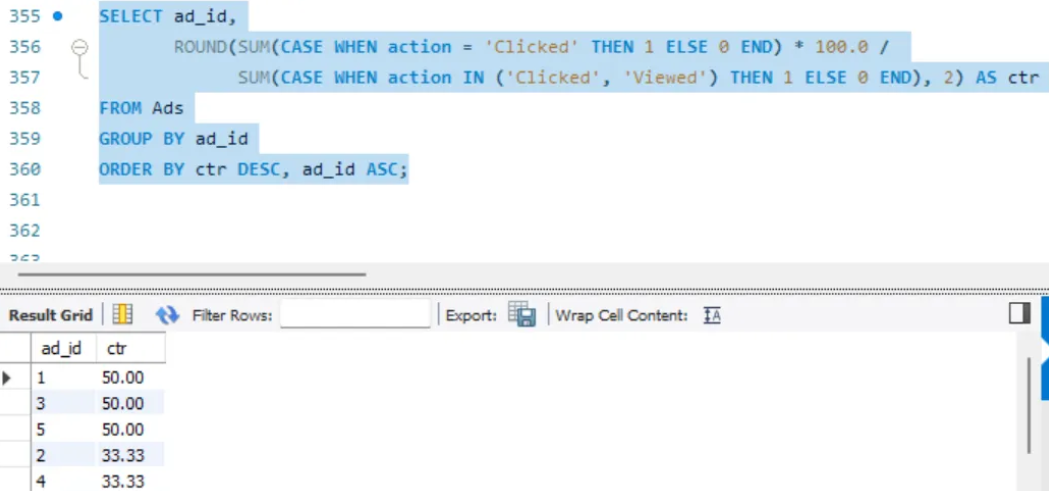 355 SELECT ad_id,
356 ROUND(SUM(CASE WHEN action = 'Clicked' THEN 1 ELSE 0 END) * 100.0 /
357 SUM(CASE WHEN action IN ('Clicked', 'Viewed') THEN 1 ELSE 0 END), 2) AS ctr
358 FROM Ads
359 GROUP BY ad_id
360 ORDER BY ctr DESC, ad_id ASC;
361
362
363
Result Grid Filter Rows: Export: Wrap Cell Content: IA
ad_id ctr
1 50.00
3 50.00
5 50.00
2 33.33
4 33.33